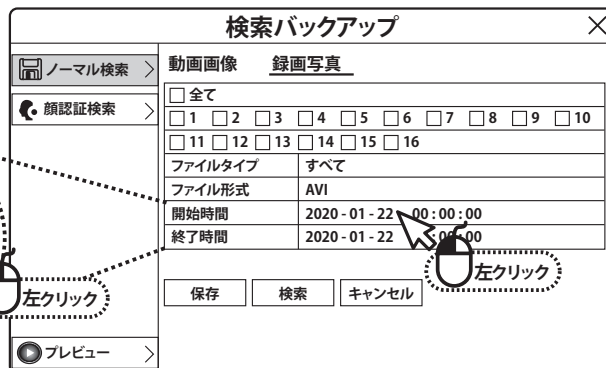 検索バックアップ
ノーマル検索
顔認証検索
プレビュー
動画画像 録画写真
全て
1 2 3 4 5 6 7 8 9 10
11 12 13 14 15 16
ファイルタイプ すべて
ファイル形式 AVI
開始時間 2020 - 01 - 22 00 : 00 : 00
終了時間 2020 - 01 - 22 : 00 : 00
左クリック
保存 検索 キャンセル
左クリック